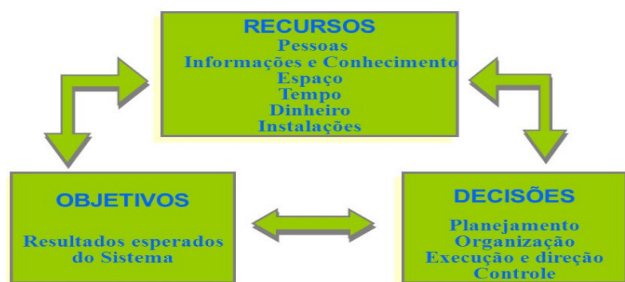 RECURSOS
Pessoas
Informações e Conhecimento
Espaço
Tempo
Dinheiro
Instalações
OBJETIVOS
Resultados esperados
do Sistema
DECISÕES
Planejamento
Organização
Execução e direção
Controle